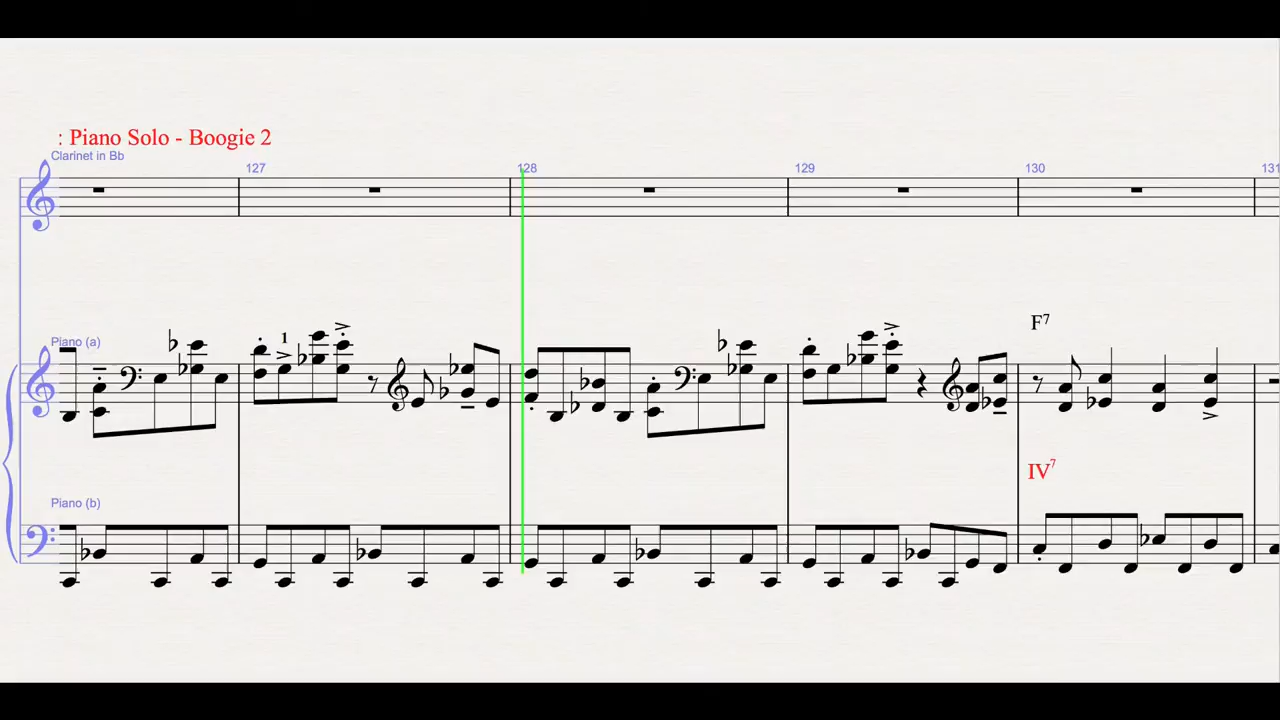 : Piano Solo - Boogie 2
Clarinet in Bb
127
128
129
130
131
1
F7
Piano (a)
IV7
Piano (b)